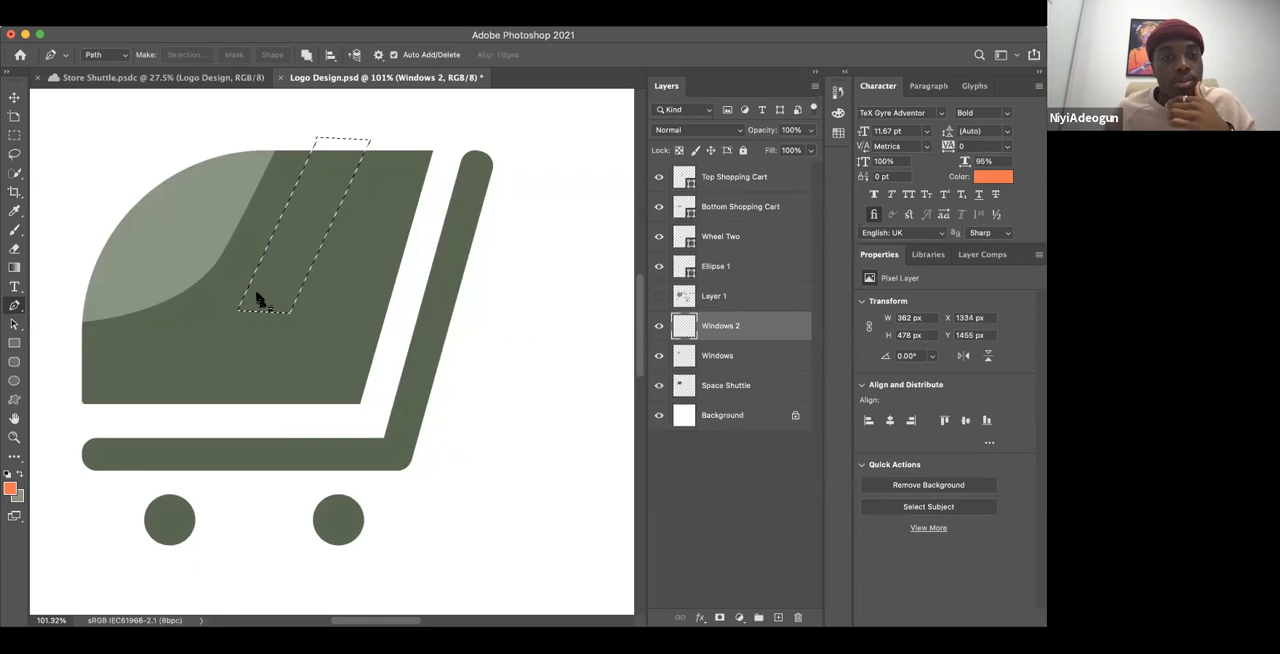 Adobe Photoshop 2021
Path
Make:
Selection...
Mask
Shape
Auto Add/Delete
Align Edges
Store Shuttle.psdc @ 27.5% (Logo Design, RGB/8)
Logo Design.psd @ 101% (Windows 2, RGB/8) *
Layers
Kind
Normal
Opacity: 100%
Lock:
Fill: 100%
Top Shopping Cart
Bottom Shopping Cart
Wheel Two
Ellipse 1
Layer 1
Windows 2
Windows
Space Shuttle
Background
Character
Paragraph
Glyphs
TeX Gyre Adventor
Bold
11.67 pt
(Auto)
Metrics
0
100%
95%
0 pt
Color:
English: UK
Sharp
Properties
Libraries
Layer Comps
Pixel Layer
Transform
W 362 px X 1334 px
H 478 px Y 1455 px
0.00°
Align and Distribute
Align:
Quick Actions
Remove Background
Select Subject
View More
101.32%
sRGB IEC61966-2.1 (8bpc)
NiyiAdeogun